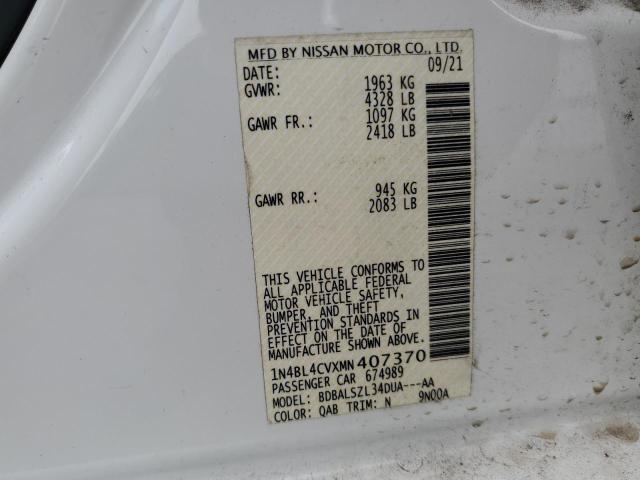 MFD BY NISSAN MOTOR CO., LTD.
DATE: 09/21
GVWR: 1963 KG
4328 LB
GAWR FR.: 1097 KG
2418 LB
GAWR RR.: 945 KG
2083 LB
THIS VEHICLE CONFORMS TO
ALL APPLICABLE FEDERAL
MOTOR VEHICLE SAFETY,
BUMPER, AND THEFT
PREVENTION STANDARDS IN
EFFECT ON THE DATE OF
MANUFACTURE SHOWN ABOVE.
1N4BL4CVXMN407370
PASSENGER CAR 674989
MODEL: BDBALSZL34DUA---AA
COLOR: QAB TRIM: N 9N00A